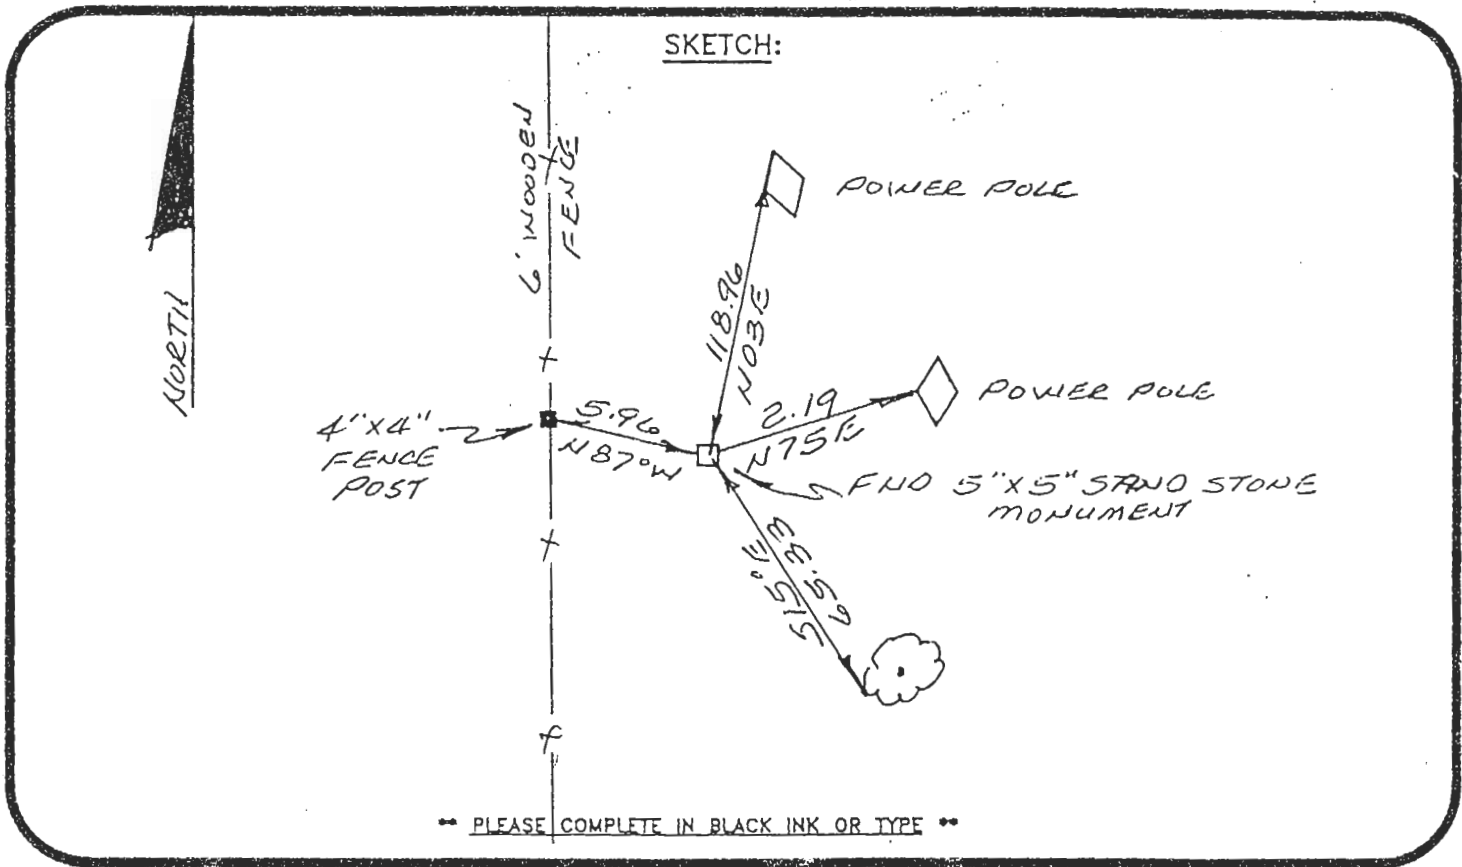 SKETCH:
6' WOODEN
FENCE
POWER POLE
NORTH
118.96
N03E
POWER POLE
2.19
N75E
5.96
N87°W
4"X4"
FENCE
POST
FND 5"X5" SAND STONE
MONUMENT
65.33
S15°E
** PLEASE COMPLETE IN BLACK INK OR TYPE **